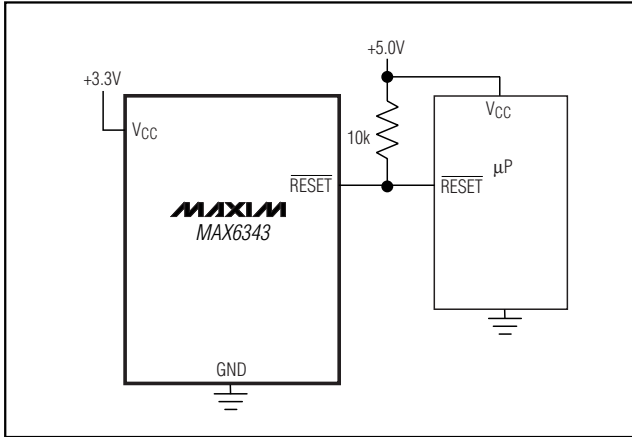 +5.0V
+3.3V
VCC
VCC
10k
µP
RESET
RESET
MAXIM
MAX6343
GND